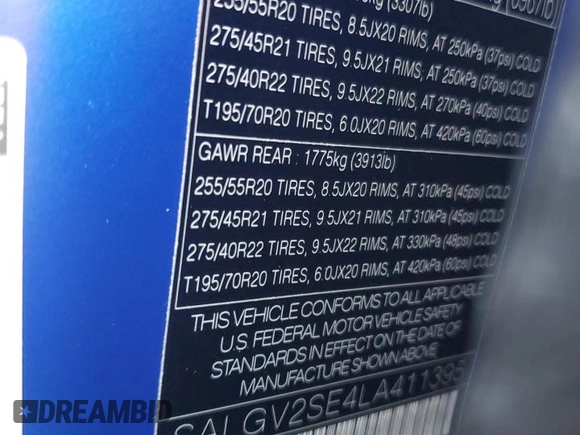 kg (3307lb)
255/55R20 TIRES, 8.5JX20 RIMS, AT 250kPa (37psi) COLD
275/45R21 TIRES, 9.5JX21 RIMS, AT 250kPa (37psi) COLD
275/40R22 TIRES, 9.5JX22 RIMS, AT 270kPa (40psi) COLD
T195/70R20 TIRES, 6.0JX20 RIMS, AT 420kPa (60psi) COLD
GAWR REAR : 1775kg (3913lb)
255/55R20 TIRES, 8.5JX20 RIMS, AT 310kPa (45psi) COLD
275/45R21 TIRES, 9.5JX21 RIMS, AT 310kPa (45psi) COLD
275/40R22 TIRES, 9.5JX22 RIMS, AT 330kPa (48psi) COLD
T195/70R20 TIRES, 6.0JX20 RIMS, AT 420kPa (60psi) COLD
THIS VEHICLE CONFORMS TO ALL APPLICABLE
U.S. FEDERAL MOTOR VEHICLE SAFETY
STANDARDS IN EFFECT ON THE DATE OF
MANUFACTURE SHOWN ABOVE
SALGV2SE4LA411395
DREAMBID